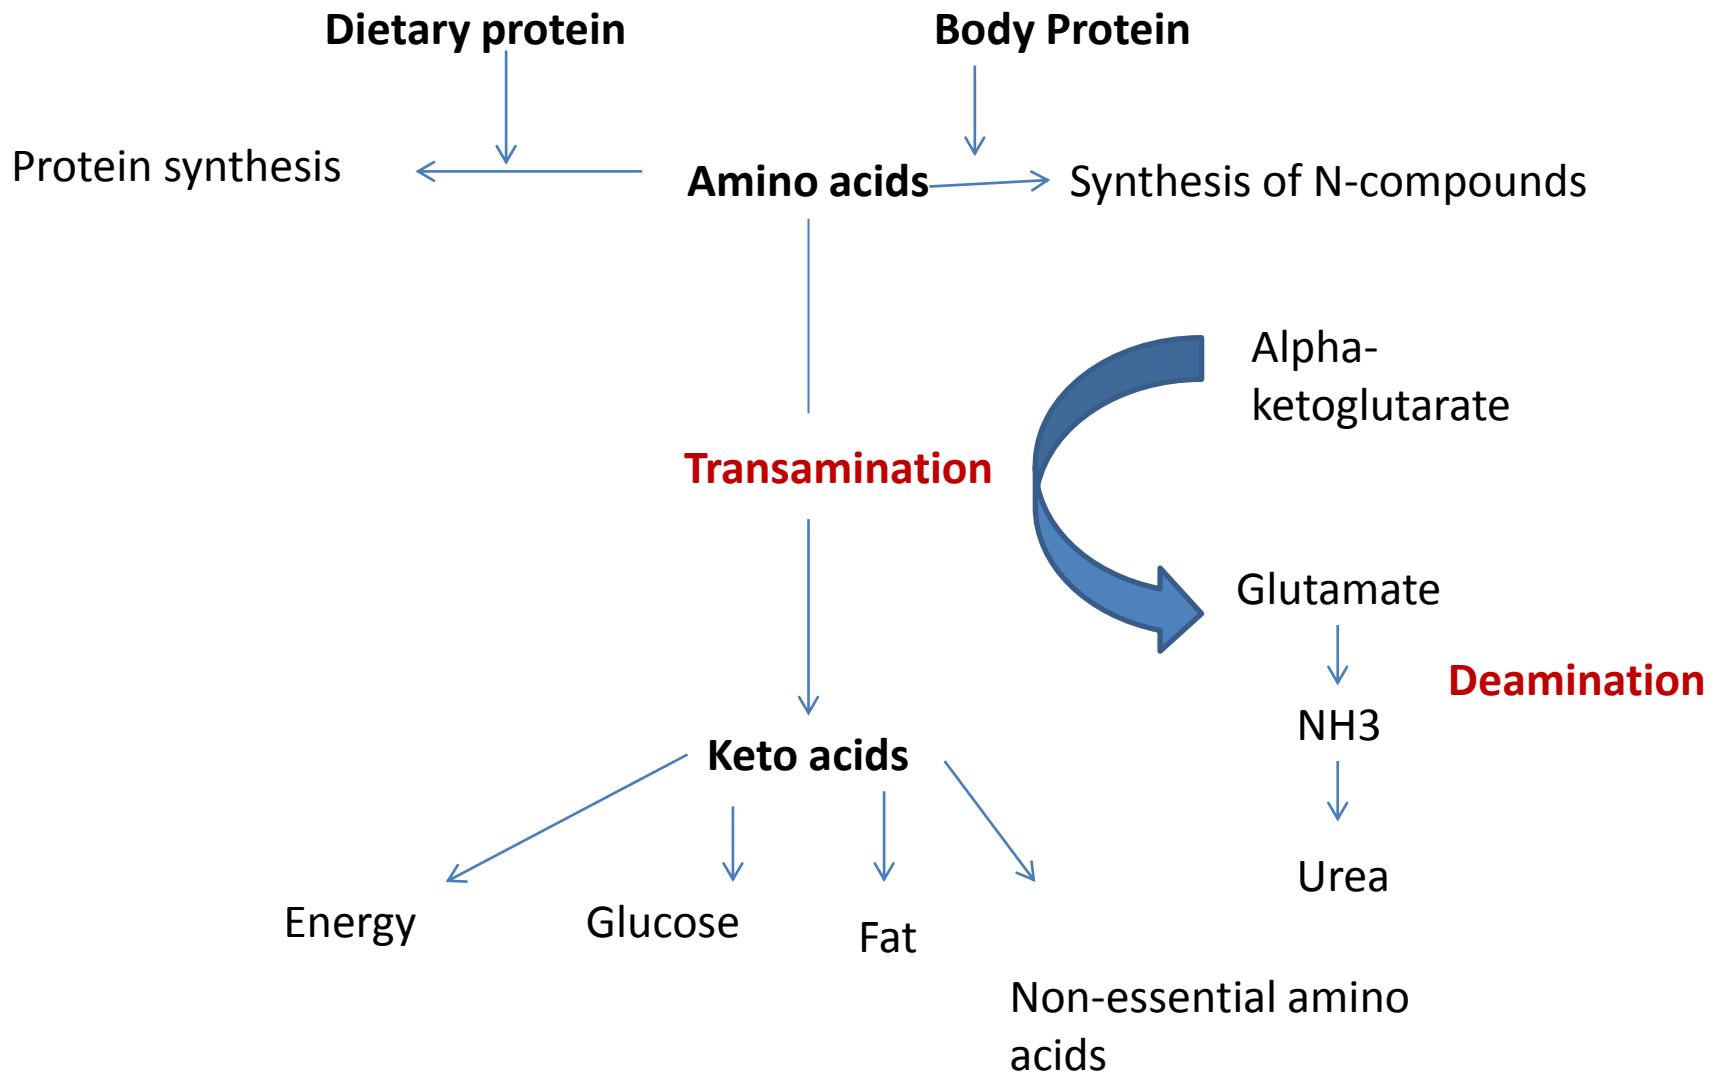 Dietary protein
Body Protein
Protein synthesis
Amino acids
Synthesis of N-compounds
Alpha-
ketoglutarate
Transamination
Glutamate
Deamination
NH3
Keto acids
Urea
Energy
Glucose
Fat
Non-essential amino
acids